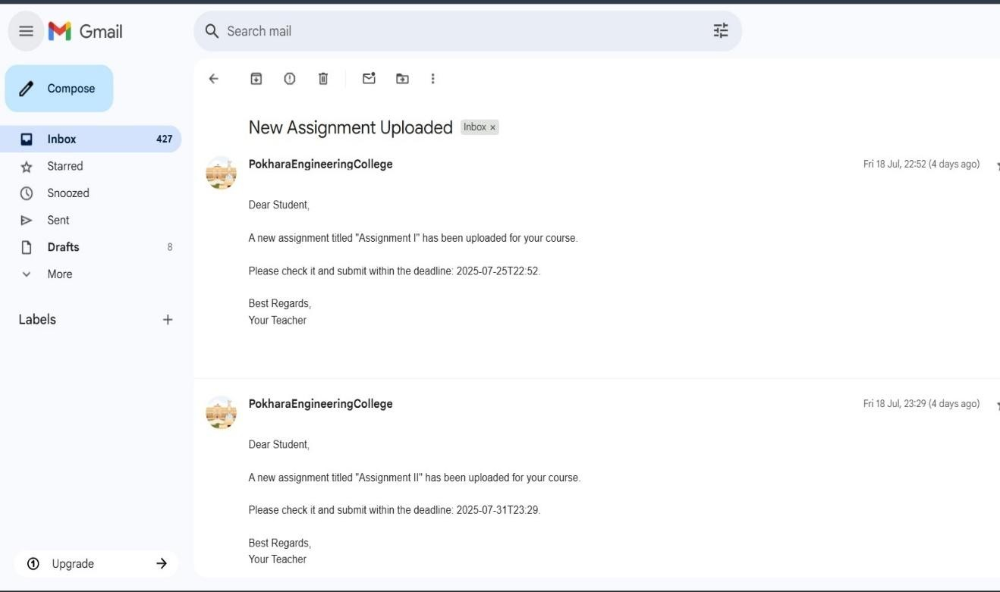 Gmail
Search mail
Compose
Inbox 427
Starred
Snoozed
Sent
Drafts 8
More
Labels
Upgrade
New Assignment Uploaded Inbox ×
PokharaEngineeringCollege Fri 18 Jul, 22:52 (4 days ago)
Dear Student,
A new assignment titled "Assignment I" has been uploaded for your course.
Please check it and submit within the deadline: 2025-07-25T22:52.
Best Regards,
Your Teacher
PokharaEngineeringCollege Fri 18 Jul, 23:29 (4 days ago)
Dear Student,
A new assignment titled "Assignment II" has been uploaded for your course.
Please check it and submit within the deadline: 2025-07-31T23:29.
Best Regards,
Your Teacher